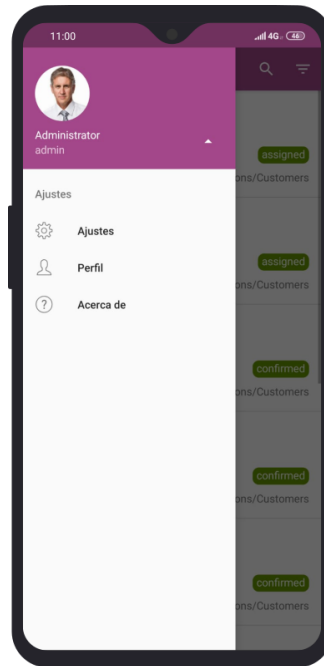 11:00
4G 46
Administrator
admin
Ajustes
Ajustes
Perfil
Acerca de
assigned
ons/Customers
assigned
ons/Customers
confirmed
ons/Customers
confirmed
ons/Customers
confirmed
ons/Customers